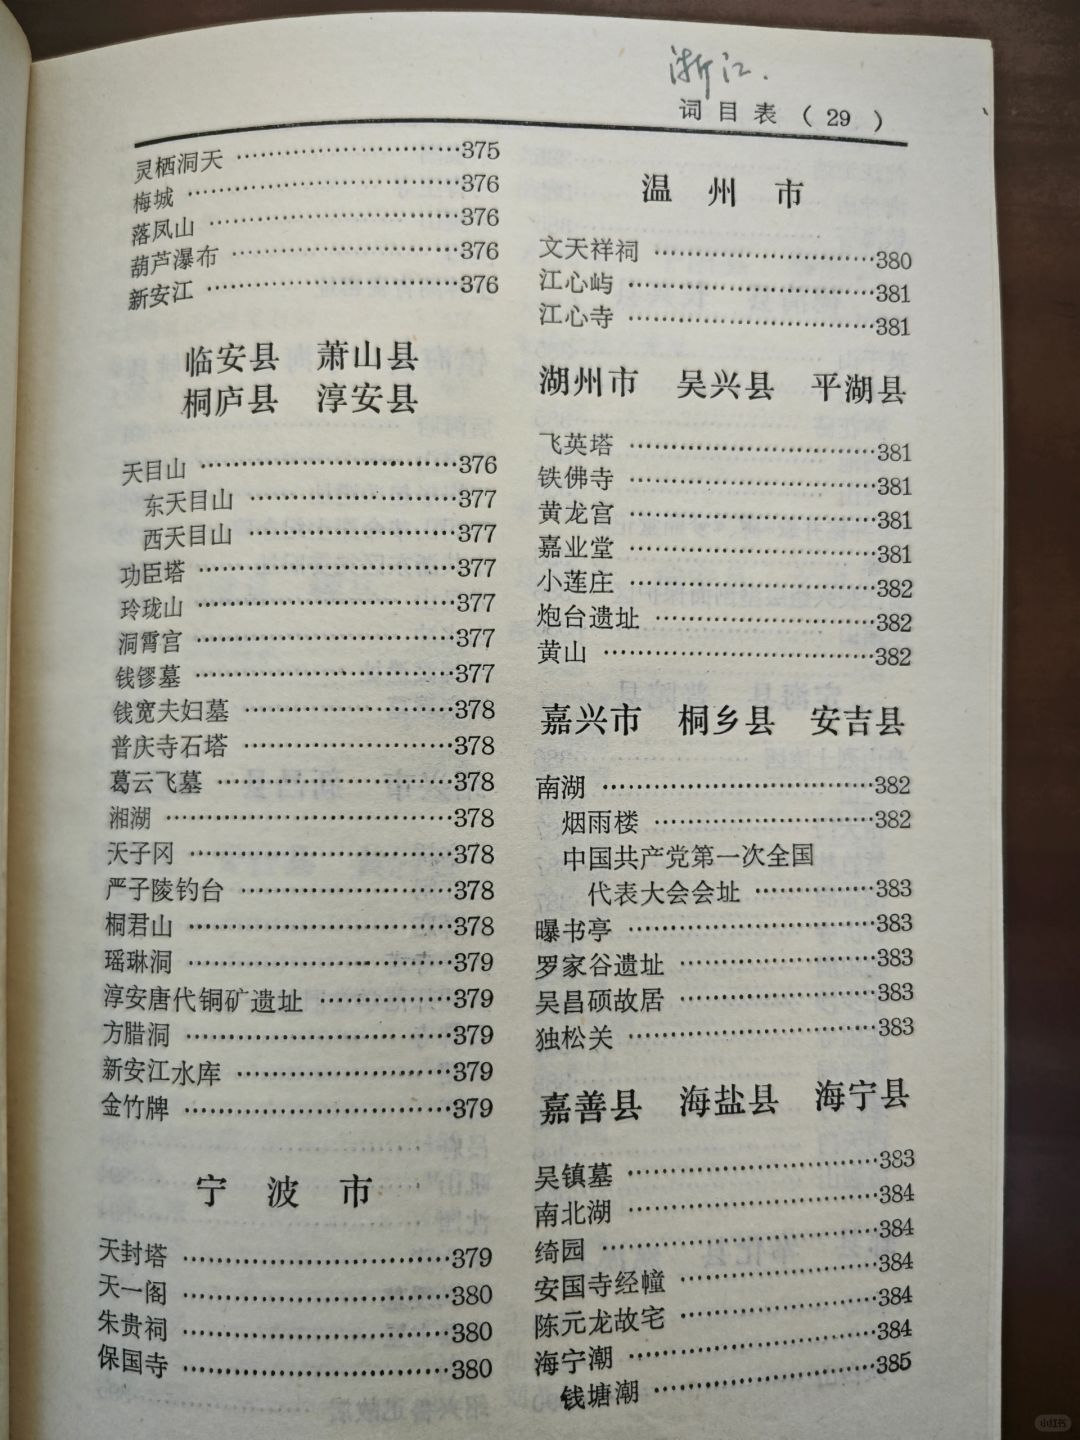 浙江.
词目表（29）
灵栖洞天…………………………375
梅城…………………………376
落凤山…………………………376
葫芦瀑布…………………………376
新安江…………………………376
临安县 萧山县
桐庐县 淳安县
天目山…………………………376
东天目山…………………………377
西天目山…………………………377
功臣塔…………………………377
玲珑山…………………………377
洞霄宫…………………………377
钱镠墓…………………………377
钱宽夫妇墓…………………………378
普庆寺石塔…………………………378
葛云飞墓…………………………378
湘湖…………………………378
天子冈…………………………378
严子陵钓台…………………………378
桐君山…………………………378
瑶琳洞…………………………379
淳安唐代铜矿遗址…………………………379
方腊洞…………………………379
新安江水库…………………………379
金竹牌…………………………379
宁波市
天封塔…………………………379
天一阁…………………………380
朱贵祠…………………………380
保国寺…………………………380
温州市
文天祥祠…………………………380
江心屿…………………………381
江心寺…………………………381
湖州市 吴兴县 平湖县
飞英塔…………………………381
铁佛寺…………………………381
黄龙宫…………………………381
嘉业堂…………………………381
小莲庄…………………………382
炮台遗址…………………………382
黄山…………………………382
嘉兴市 桐乡县 安吉县
南湖…………………………382
烟雨楼…………………………382
中国共产党第一次全国
代表大会会址…………………………383
曝书亭…………………………383
罗家谷遗址…………………………383
吴昌硕故居…………………………383
独松关…………………………383
嘉善县 海盐县 海宁县
吴镇墓…………………………383
南北湖…………………………384
绮园…………………………384
安国寺经幢…………………………384
陈元龙故宅…………………………384
海宁潮…………………………384
钱塘潮…………………………385
小红书